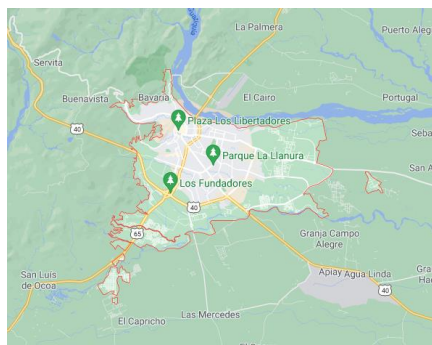 La Palmera
Puerto Aleg
Servita
Buenavista
Bavaria
El Cairo
Portugal
Plaza Los Libertadores
40
Seba
Parque La Llanura
San A
Los Fundadores
40
65
Granja Campo
Alegre
San Luis
de Ocoa
Apiay
Agua Linda
Gra
Ha
40
Las Mercedes
El Capricho